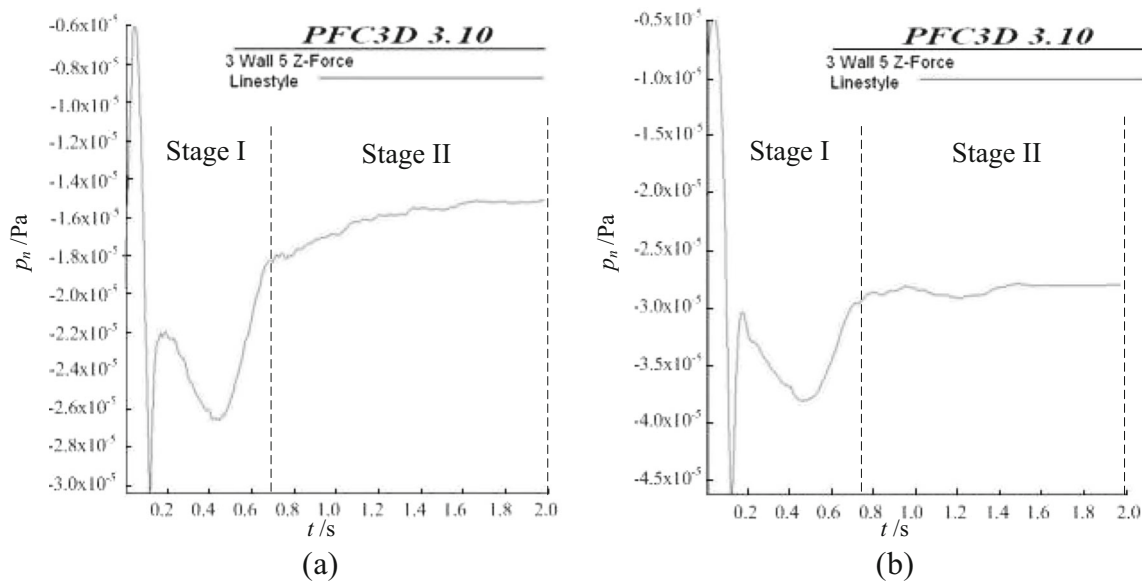 PFC3D 3.10
3 Wall 5 Z-Force
Linestyle
Stage I
Stage II
-0.6x10⁻⁵
-0.8x10⁻⁵
-1.0x10⁻⁵
-1.2x10⁻⁵
-1.4x10⁻⁵
-1.6x10⁻⁵
-1.8x10⁻⁵
-2.0x10⁻⁵
-2.2x10⁻⁵
-2.4x10⁻⁵
-2.6x10⁻⁵
-2.8x10⁻⁵
-3.0x10⁻⁵
pₙ /Pa
0.2 0.4 0.6 0.8 1.0 1.2 1.4 1.6 1.8 2.0
t /s
(a)
PFC3D 3.10
3 Wall 5 Z-Force
Linestyle
Stage I
Stage II
-0.5x10⁻⁵
-1.0x10⁻⁵
-1.5x10⁻⁵
-2.0x10⁻⁵
-2.5x10⁻⁵
-3.0x10⁻⁵
-3.5x10⁻⁵
-4.0x10⁻⁵
-4.5x10⁻⁵
pₙ /Pa
0.2 0.4 0.6 0.8 1.0 1.2 1.4 1.6 1.8 2.0
t /s
(b)